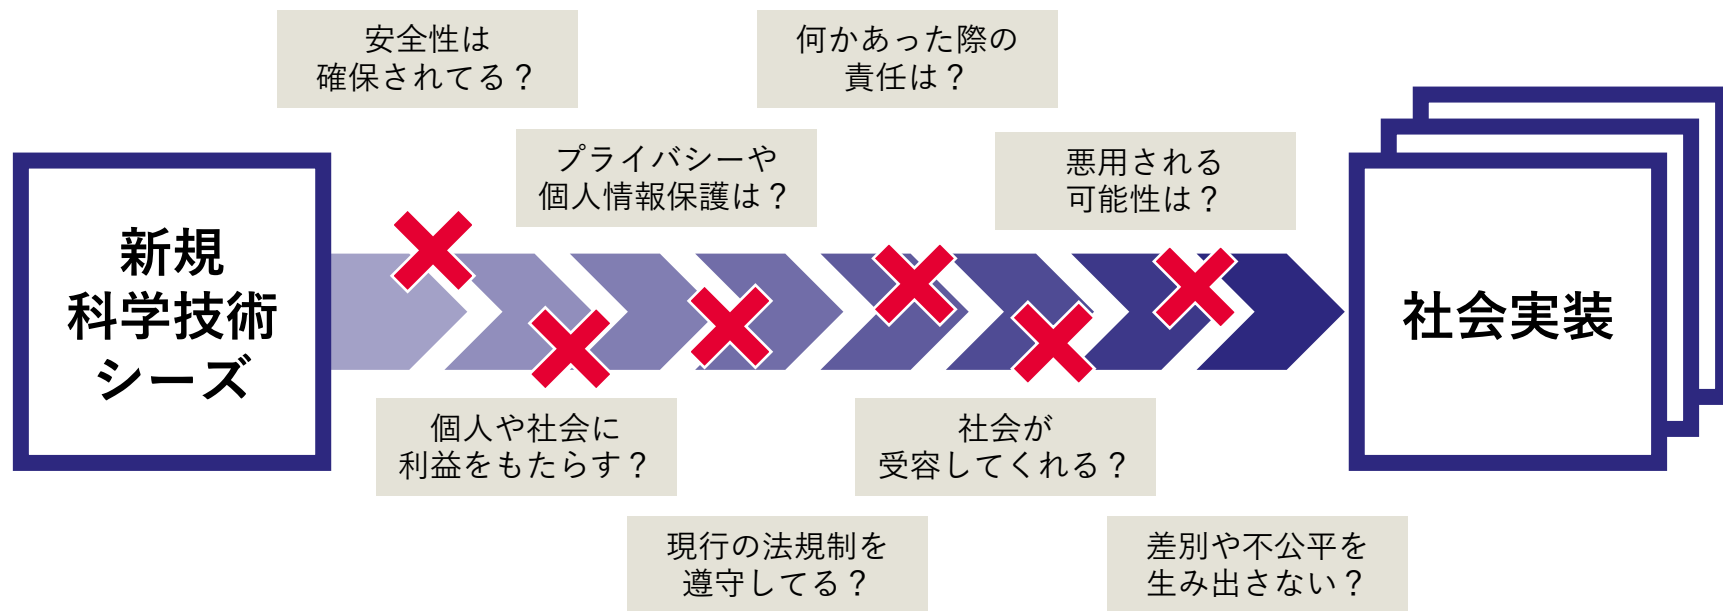 安全性は
確保されてる？
何かあった際の
責任は？
プライバシーや
個人情報保護は？
悪用される
可能性は？
新規
科学技術
シーズ
社会実装
個人や社会に
利益をもたらす？
社会が
受容してくれる？
現行の法規制を
遵守してる？
差別や不公平を
生み出さない？